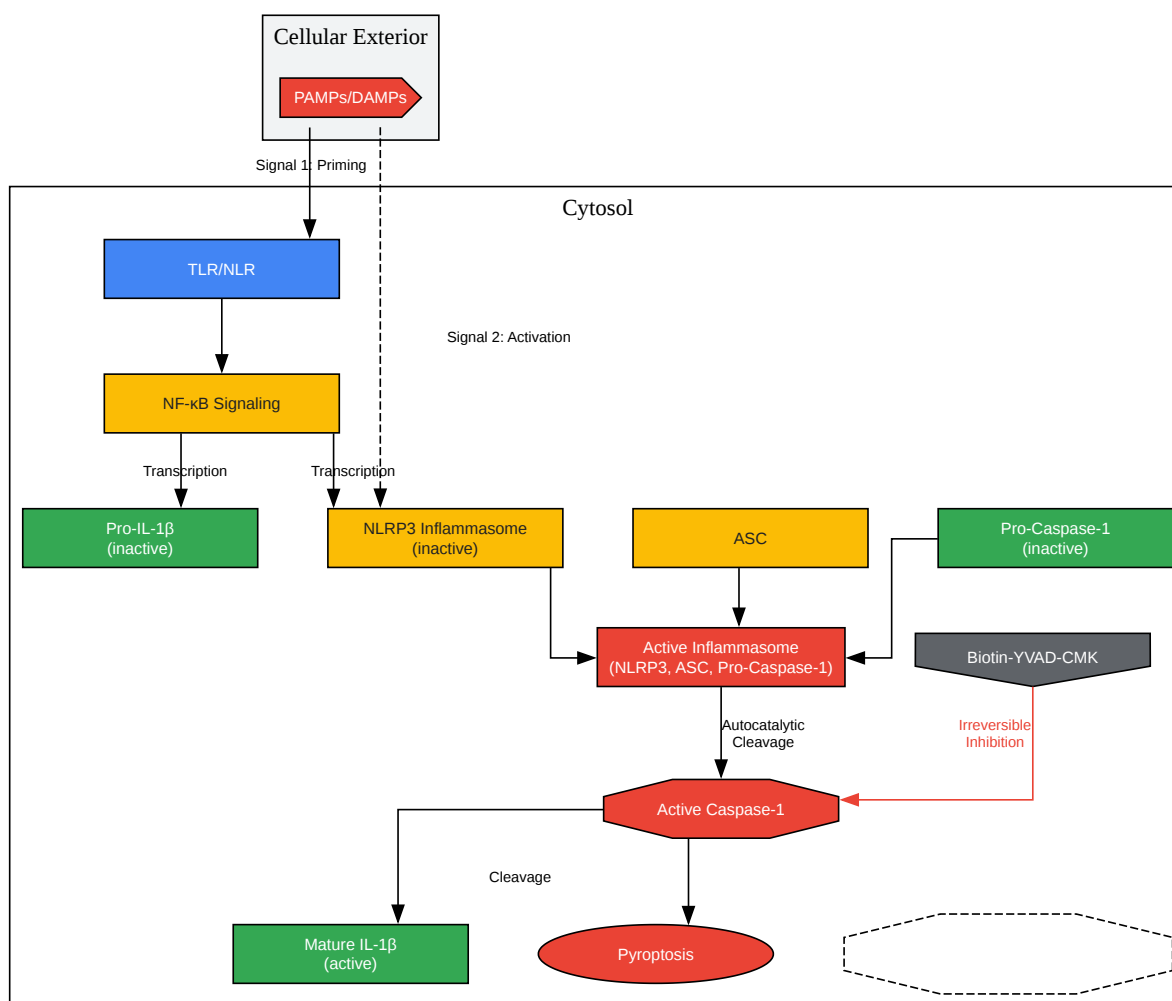 Cellular Exterior
PAMPs/DAMPs
Signal 1: Priming
Cytosol
TLR/NLR
Signal 2: Activation
NF-κB Signaling
Transcription
Transcription
Pro-IL-1β
(inactive)
NLRP3 Inflammasome
(inactive)
ASC
Pro-Caspase-1
(inactive)
Active Inflammasome
(NLRP3, ASC, Pro-Caspase-1)
Biotin-YVAD-CMK
Autocatalytic
Cleavage
Irreversible
Inhibition
Active Caspase-1
Cleavage
Mature IL-1β
(active)
Pyroptosis